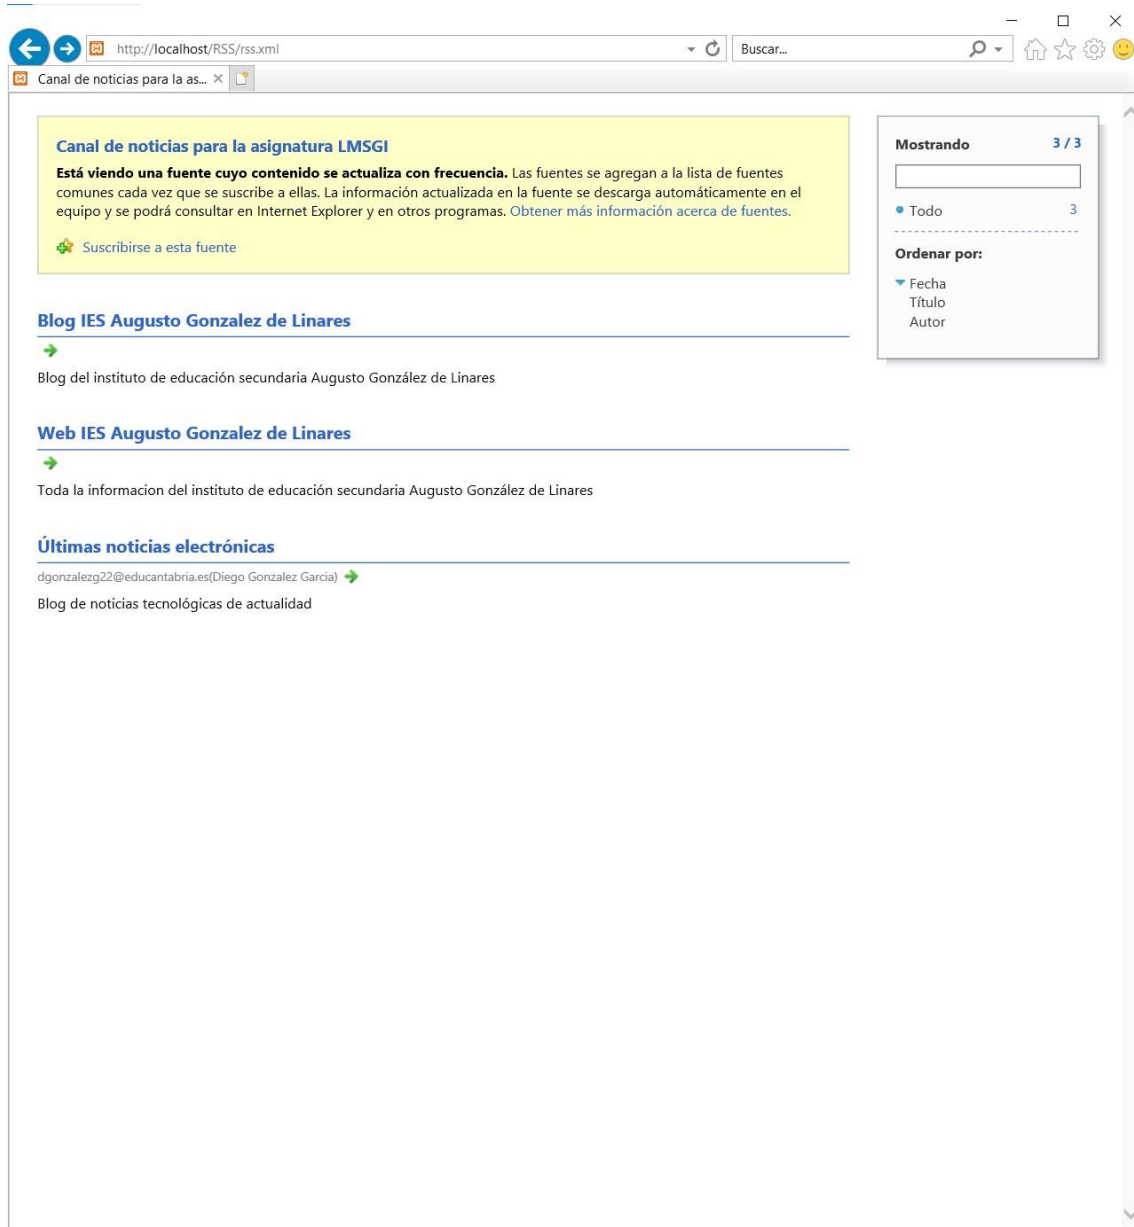 http://localhost/RSS/rss.xml
Buscar...
Canal de noticias para la as...
Canal de noticias para la asignatura LMSGI
Está viendo una fuente cuyo contenido se actualiza con frecuencia. Las fuentes se agregan a la lista de fuentes
comunes cada vez que se suscribe a ellas. La información actualizada en la fuente se descarga automáticamente en el
equipo y se podrá consultar en Internet Explorer y en otros programas. Obtener más información acerca de fuentes.
Suscribirse a esta fuente
Blog IES Augusto Gonzalez de Linares
Blog del instituto de educación secundaria Augusto González de Linares
Web IES Augusto Gonzalez de Linares
Toda la informacion del instituto de educación secundaria Augusto González de Linares
Últimas noticias electrónicas
dgonzalezg22@educantabria.es(Diego Gonzalez Garcia)
Blog de noticias tecnológicas de actualidad
Mostrando 3 / 3
Todo 3
Ordenar por:
Fecha
Título
Autor